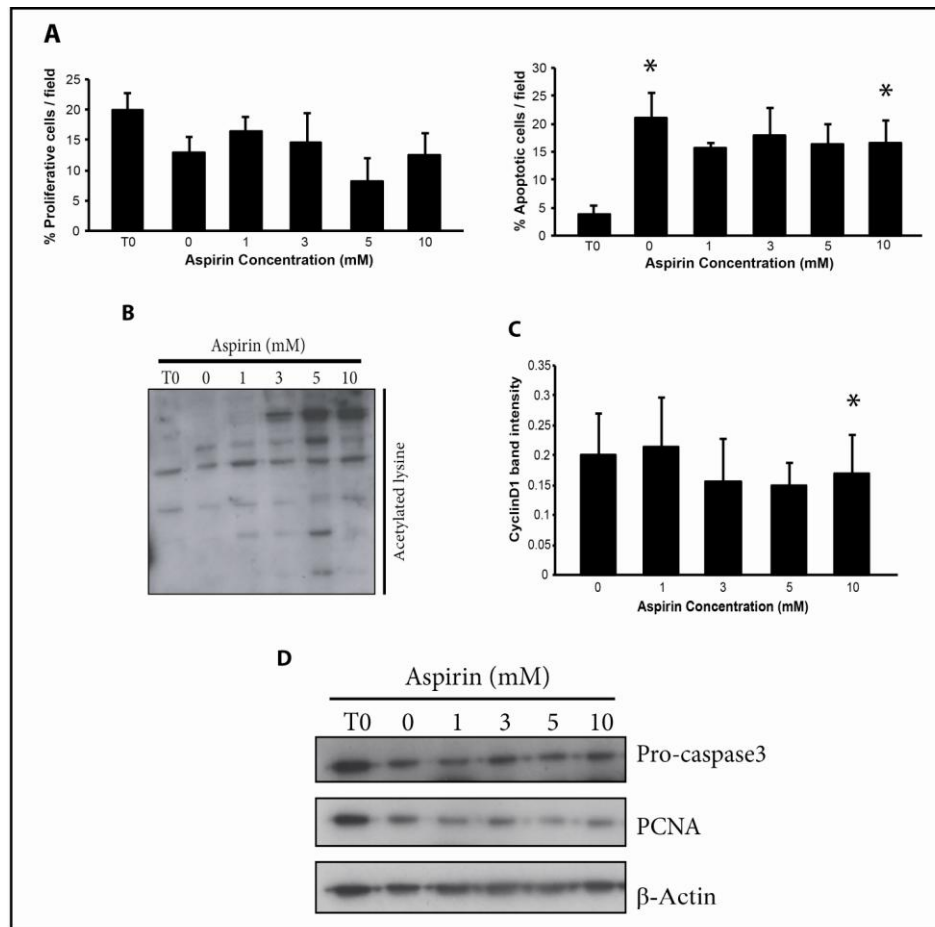 A
% Proliferative cells / field
25
20
15
10
5
0
T0 0 1 3 5 10
Aspirin Concentration (mM)
% Apoptotic cells / field
30
25
20
15
10
5
0
* *
T0 0 1 3 5 10
Aspirin Concentration (mM)
B
Aspirin (mM)
T0 0 1 3 5 10
Acetylated lysine
C
CyclinD1 band intensity
0.35
0.3
0.25
0.2
0.15
0.1
0.05
0
*
0 1 3 5 10
Aspirin Concentration (mM)
D
Aspirin (mM)
T0 0 1 3 5 10
Pro-caspase3
PCNA
β-Actin